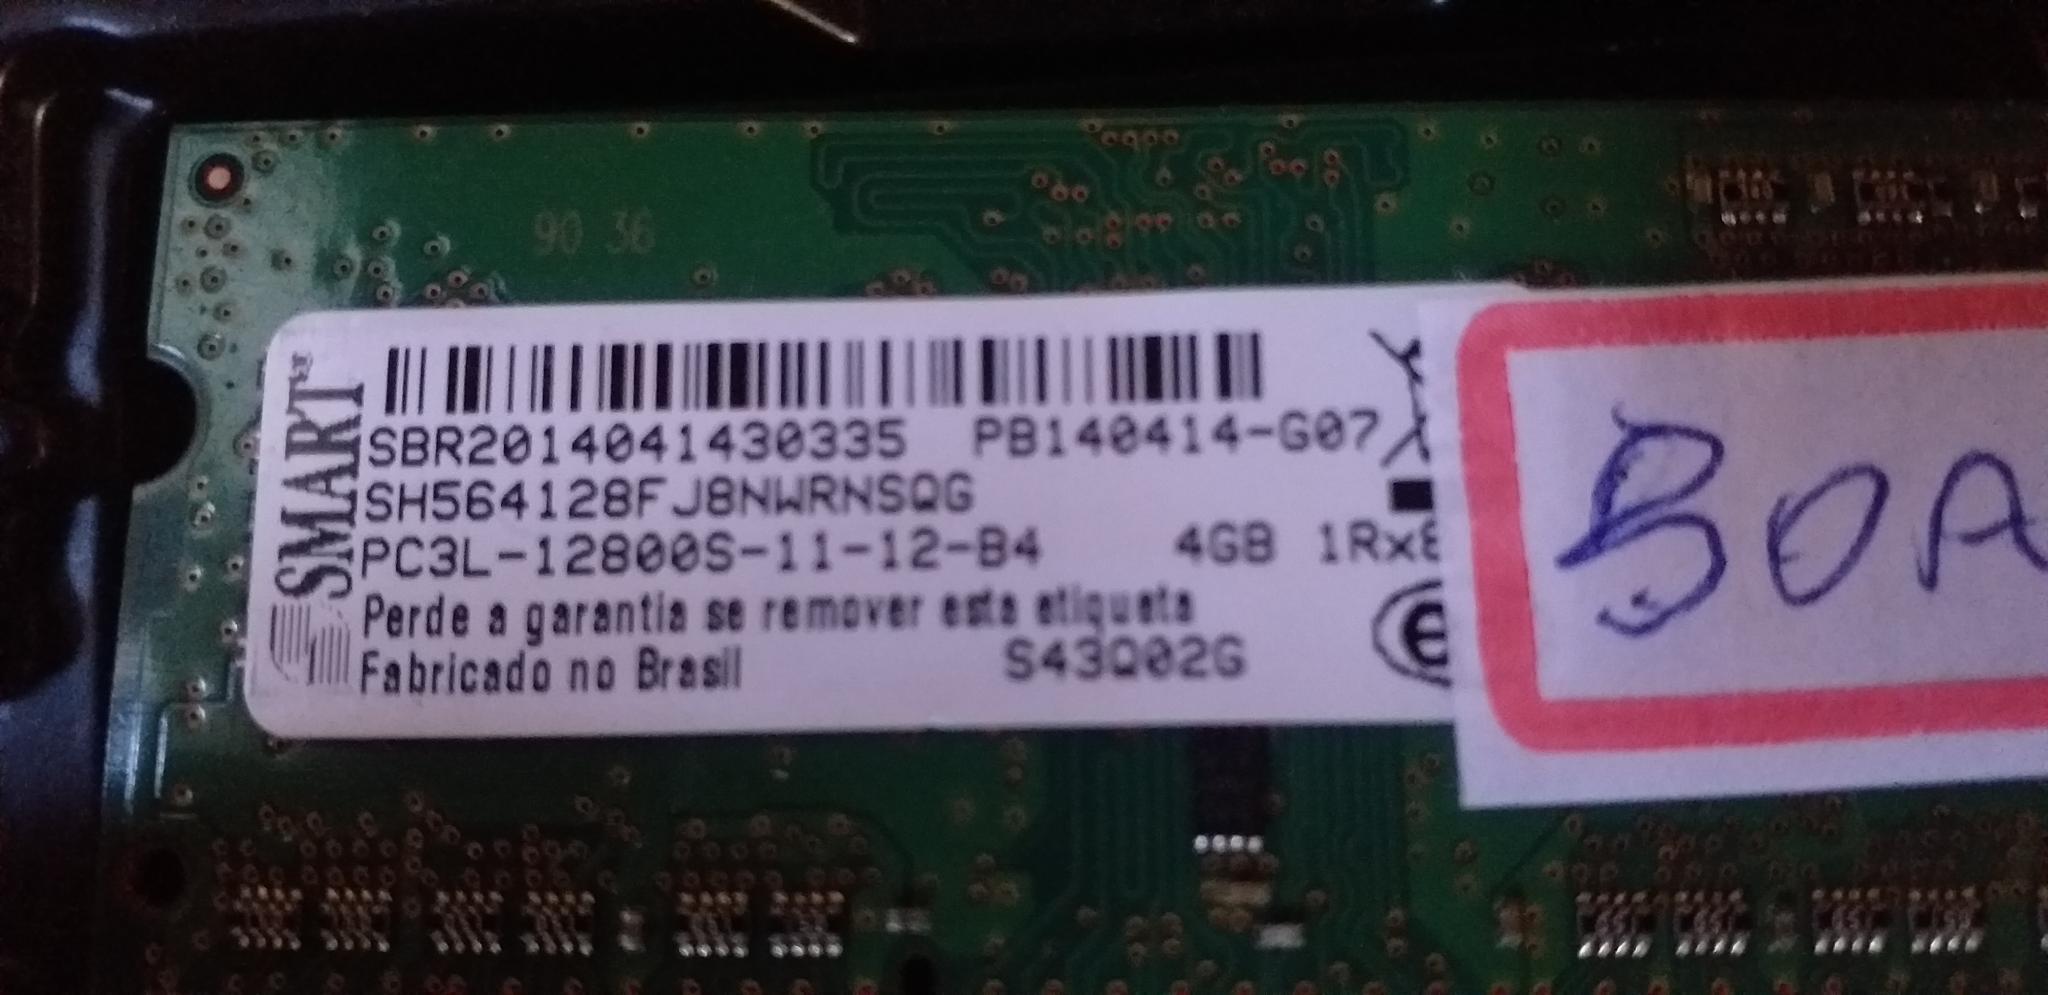 90 36
SMART
SBR2014041430335 PB140414-G07
SH564128FJ8NWRNSQG
PC3L-12800S-11-12-B4 4GB 1Rx8
Perde a garantia se remover esta etiqueta
Fabricado no Brasil S43Q02G
BOA